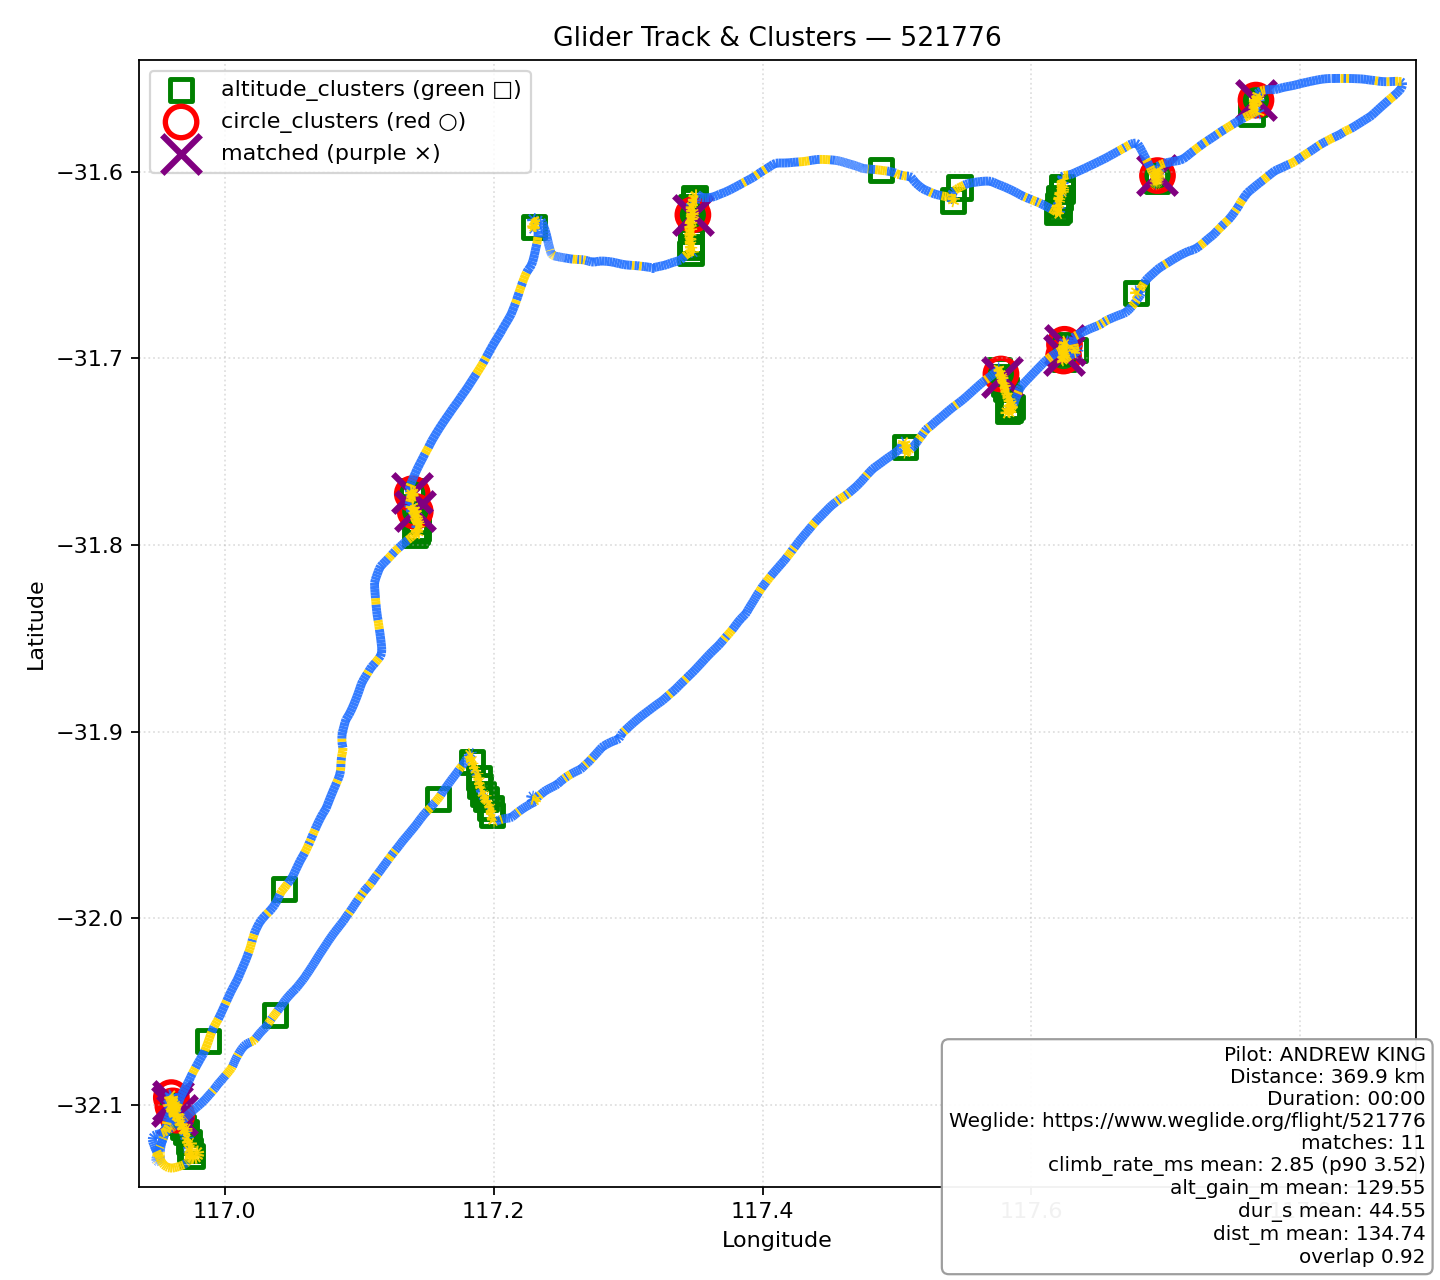 Glider Track & Clusters — 521776
altitude_clusters (green □)
circle_clusters (red ○)
matched (purple ×)
−31.6
−31.7
−31.8
−31.9
−32.0
−32.1
Latitude
117.0
117.2
117.4
117.6
Longitude
Pilot: ANDREW KING
Distance: 369.9 km
Duration: 00:00
Weglide: https://www.weglide.org/flight/521776
matches: 11
climb_rate_ms mean: 2.85 (p90 3.52)
alt_gain_m mean: 129.55
dur_s mean: 44.55
dist_m mean: 134.74
overlap 0.92